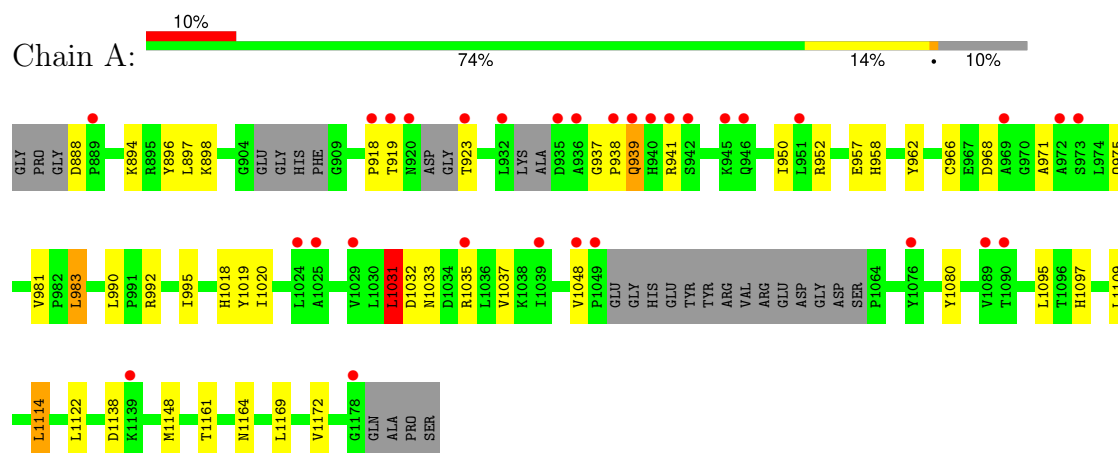 10%
Chain A:
74% 14% • 10%
GLY PRO GLY D888 P889 K894 R895 Y896 L897 K898 G904 GLU GLY HIS PHE G909 P918 T919 N920 ASP GLY T923 L932 LYS ALA D935 A936 G937 P938 Q939 H940 R941 S942 K945 Q946 I950 L951 R952 E957 H958 Y962 C966 E967 D968 A969 G970 A971 A972 S973 L974
V981 P982 L983 L990 P991 R992 I995 H1018 Y1019 I1020 L1024 A1025 V1029 L1030 L1031 D1032 N1033 D1034 R1035 L1036 V1037 K1038 I1039 V1048 P1049 GLU GLY HIS GLU TYR TYR ARG VAL ARG GLU ASP GLY ASP SER P1064 Y1076 Y1080 V1089 T1090 L1095 T1096 H1097 L1109
L1114 L1122 D1138 K1139 M1148 T1161 N1164 L1169 V1172 G1178 GLN ALA PRO SER